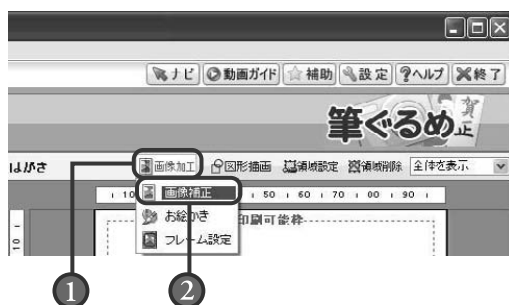 ナビ 動画ガイド 補助 設定 ?ヘルプ 終了
筆ぐるめ 賀正
はがき 画像加工 図形描画 領域設定 領域削除 全体を表示
10 50 60 70 80 90
画像補正
印刷可能枠
お絵かき
フレーム設定
10
1 2